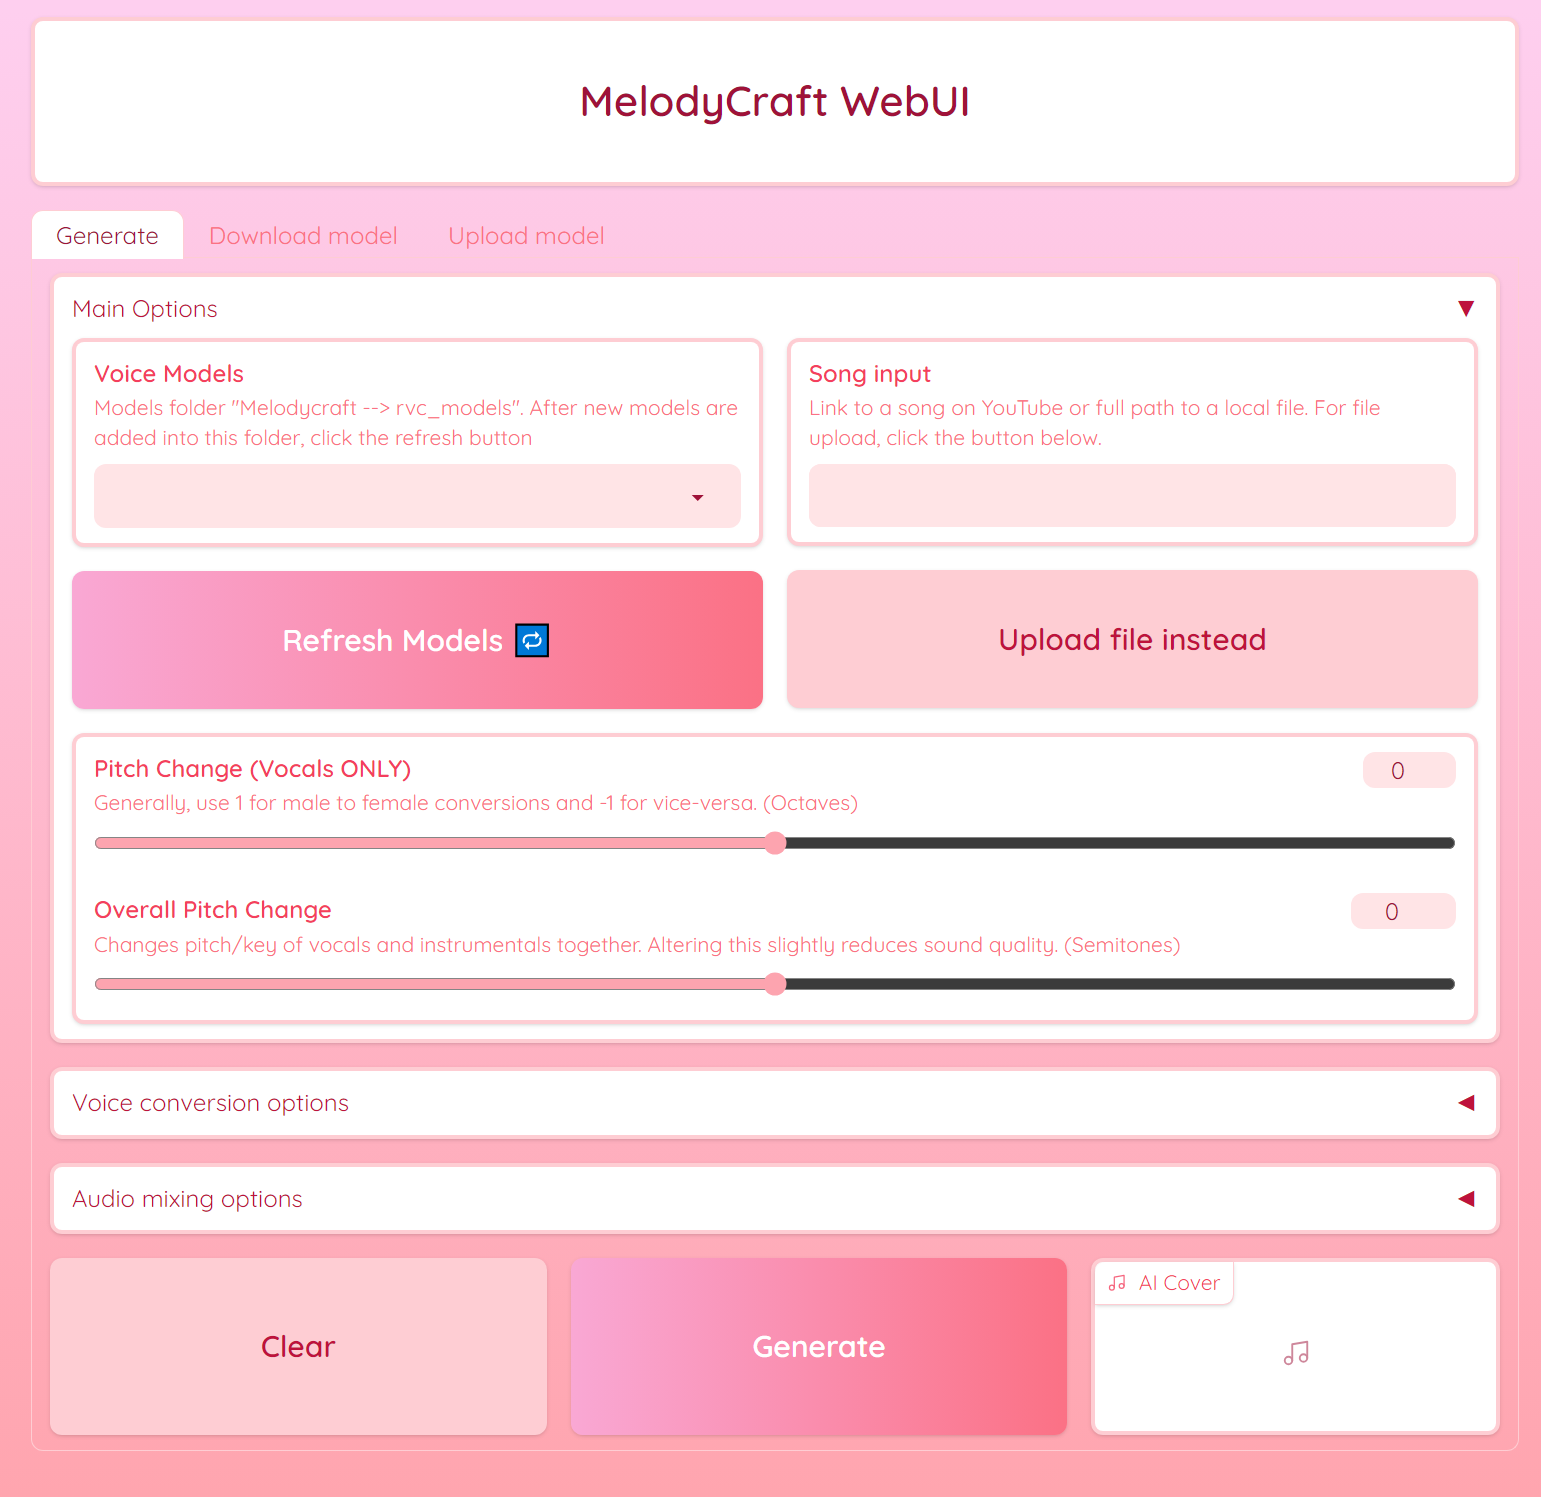 MelodyCraft WebUI
Generate
Download model
Upload model
Main Options
Voice Models
Models folder "Melodycraft --> rvc_models". After new models are
added into this folder, click the refresh button
Song input
Link to a song on YouTube or full path to a local file. For file
upload, click the button below.
Refresh Models
Upload file instead
Pitch Change (Vocals ONLY)
0
Generally, use 1 for male to female conversions and -1 for vice-versa. (Octaves)
Overall Pitch Change
0
Changes pitch/key of vocals and instrumentals together. Altering this slightly reduces sound quality. (Semitones)
Voice conversion options
Audio mixing options
Clear
Generate
AI Cover